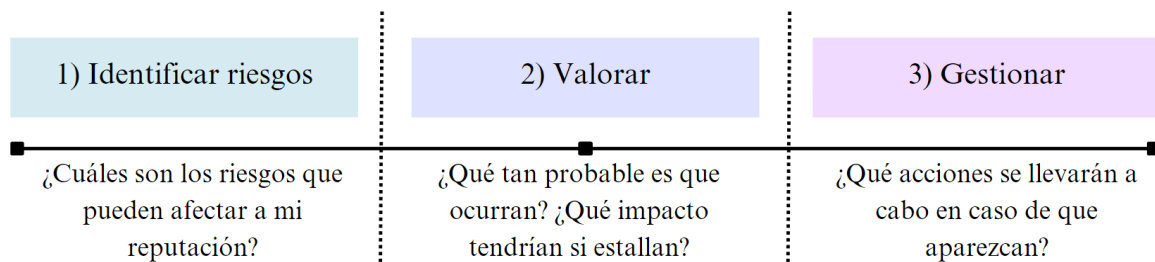 1) Identificar riesgos
2) Valorar
3) Gestionar
¿Cuáles son los riesgos que
pueden afectar a mi
reputación?
¿Qué tan probable es que
ocurran? ¿Qué impacto
tendrían si estallan?
¿Qué acciones se llevarán a
cabo en caso de que
aparezcan?